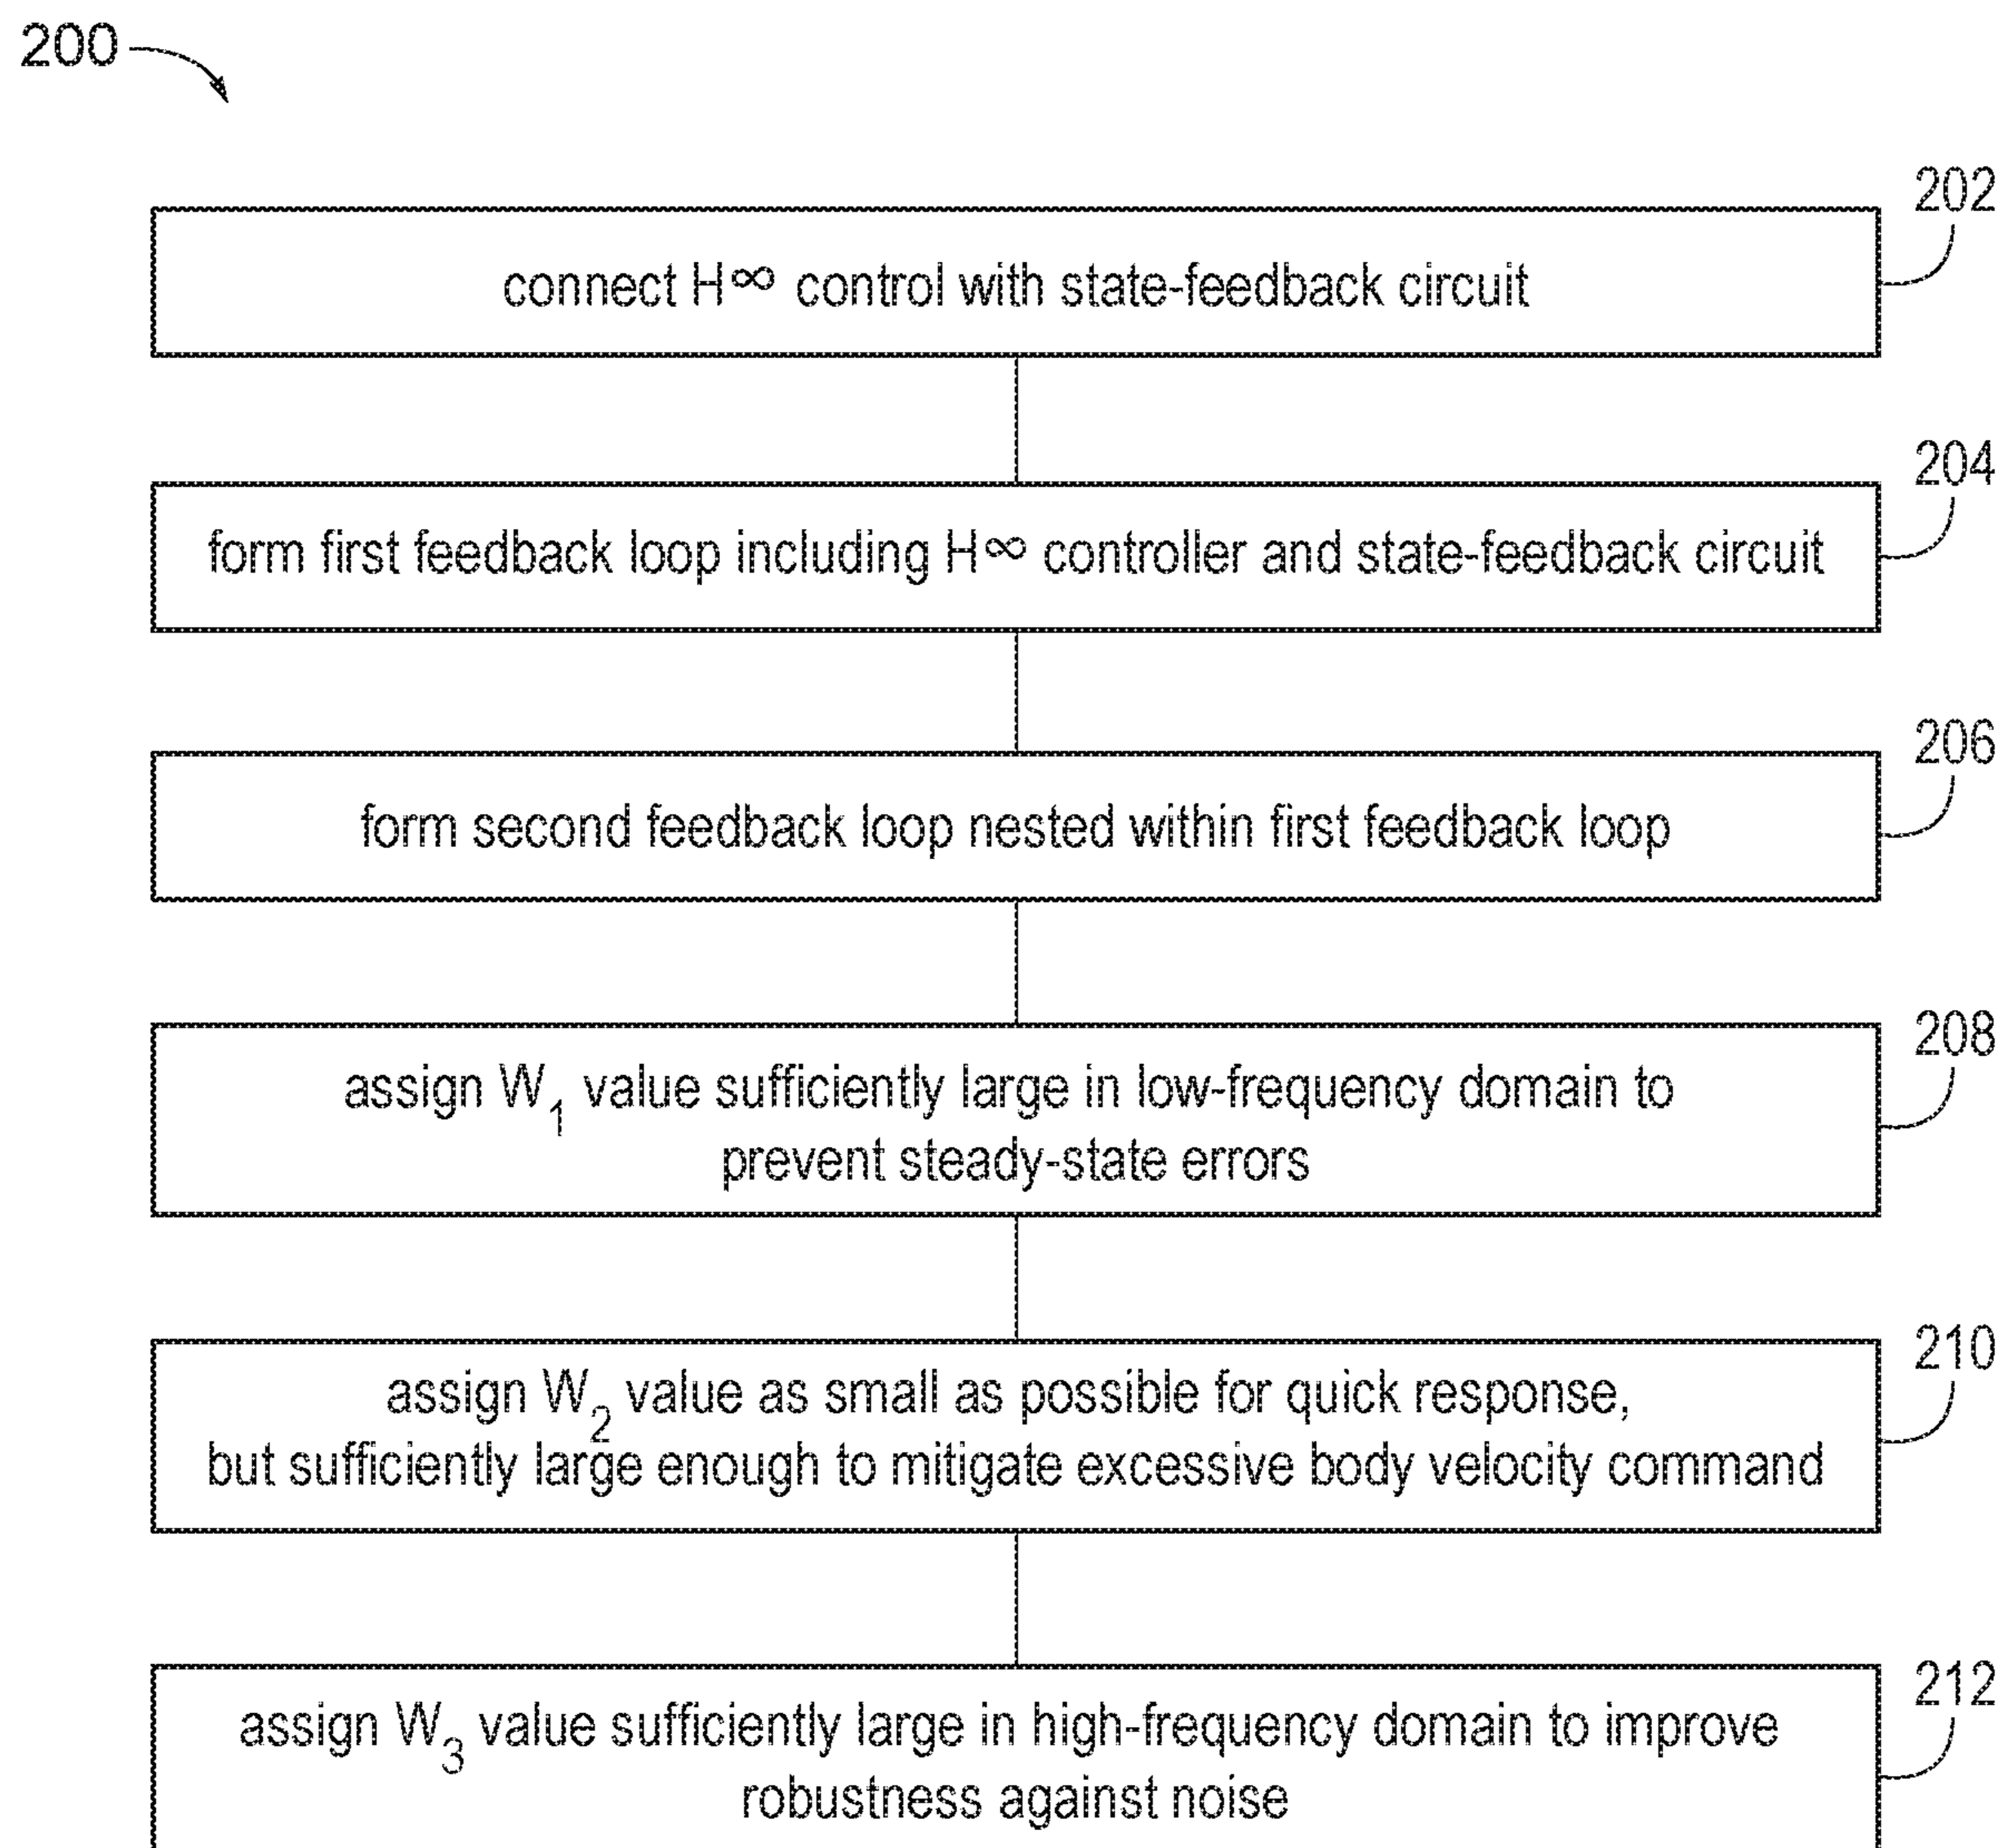 200
202
connect H∞ control with state-feedback circuit
204
form first feedback loop including H∞ controller and state-feedback circuit
206
form second feedback loop nested within first feedback loop
208
assign W₁ value sufficiently large in low-frequency domain to
prevent steady-state errors
210
assign W₂ value as small as possible for quick response,
but sufficiently large enough to mitigate excessive body velocity command
212
assign W₃ value sufficiently large in high-frequency domain to improve
robustness against noise